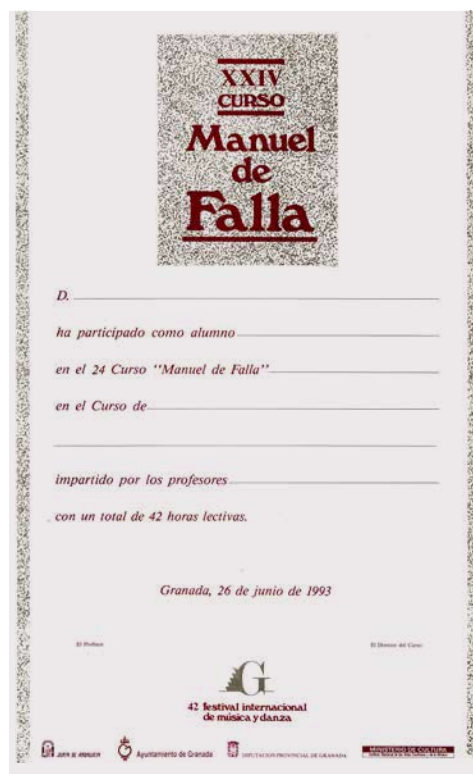 XXIV
CURSO
Manuel
de
Falla
D.
ha participado como alumno
en el 24 Curso "Manuel de Falla"
en el Curso de
impartido por los profesores
con un total de 42 horas lectivas.
Granada, 26 de junio de 1993
El Profesor El Director del Curso
G
42 festival internacional
de música y danza
JUNTA DE ANDALUCIA Ayuntamiento de Granada DIPUTACION PROVINCIAL DE GRANADA MINISTERIO DE CULTURA